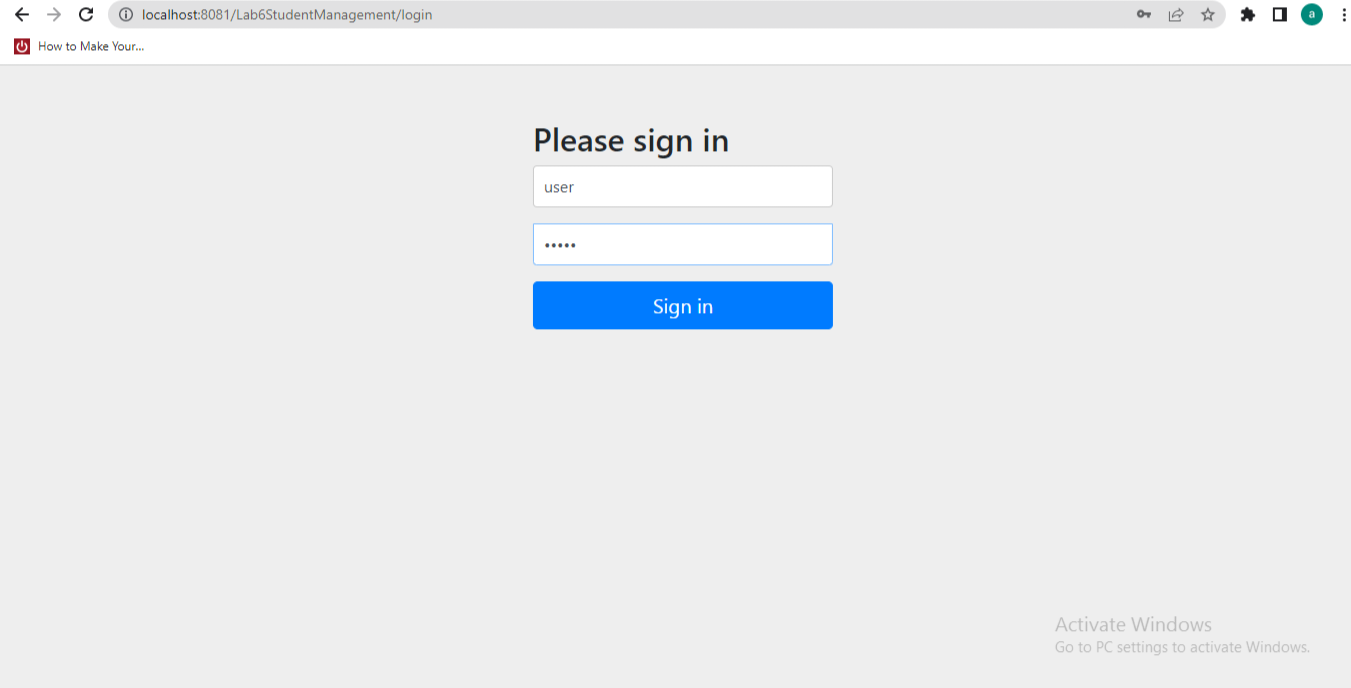 localhost:8081/Lab6StudentManagement/login
a
How to Make Your...
Please sign in
user
•••••
Sign in
Activate Windows
Go to PC settings to activate Windows.